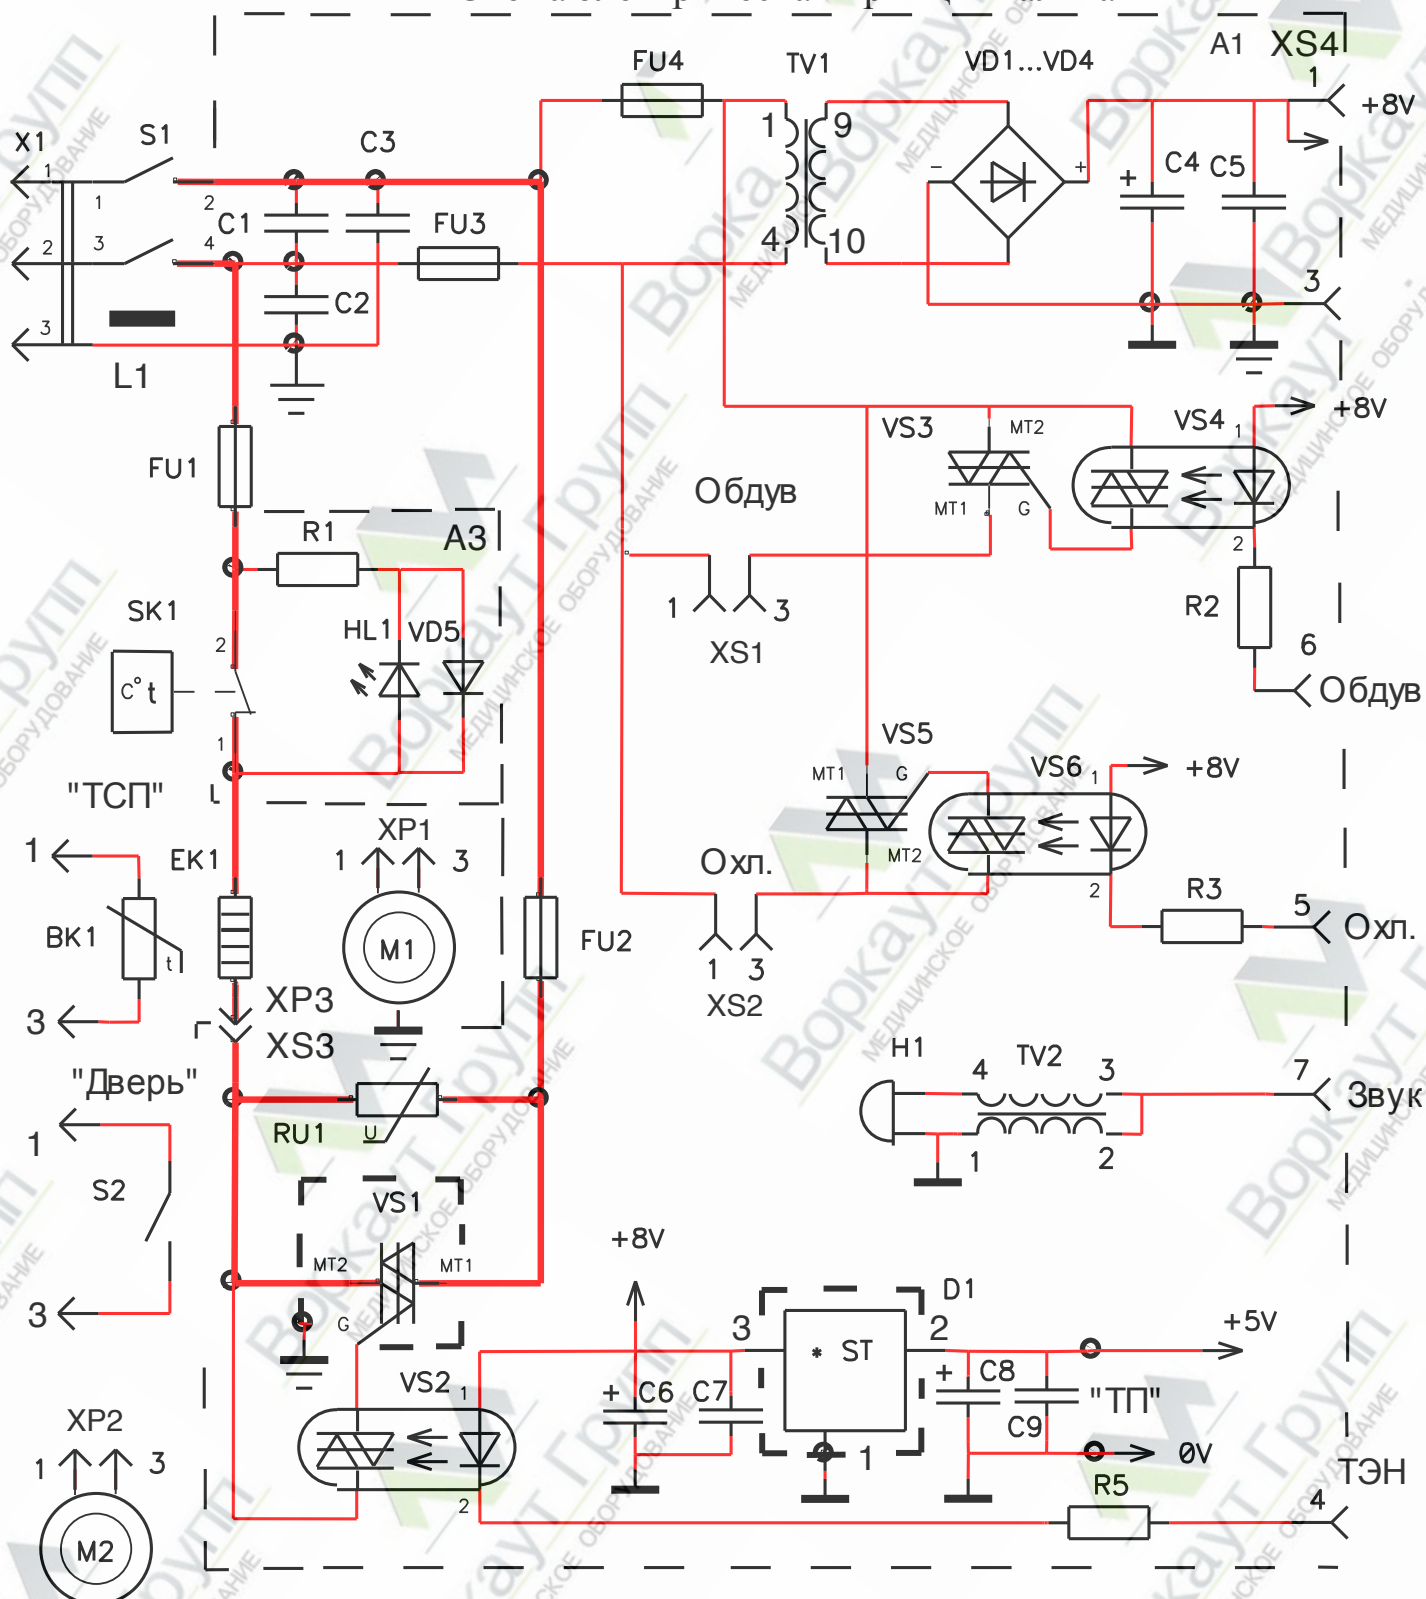 A1 XS4
FU4 TV1 VD1...VD4 1
+8V
X1 S1 C3
1 9
1 - + + C4 C5
1 2 C1 FU3
2 3 4 4 10
C2 3
3
L1
VS3 MT2 VS4 1 +8V
FU1 Обдув
MT1 G
R1 A3 2
SK1 1 3 R2
2 HL1 VD5 XS1 6
C° t Обдув
1 VS5
MT1 G VS6 1 +8V
"ТСП"
XP1
1 EK1 1 3 Охл. MT2
2 R3 5
BK1 t M1 FU2 Охл.
1 3
3 XP3 XS2
XS3 H1 4 TV2 3 7
"Дверь" Звук
1 RU1 U
1 2
S2 VS1
+8V
MT2 MT1
D1
3 G 3 2 +5V
* ST
VS2 1 + C6 C7 + C8
"ТП"
XP2 C9
1 3 1 0V
ТЭН
2 R5 4
M2
Воркаут Групп
МЕДИЦИНСКОЕ ОБОРУДОВАНИЕ